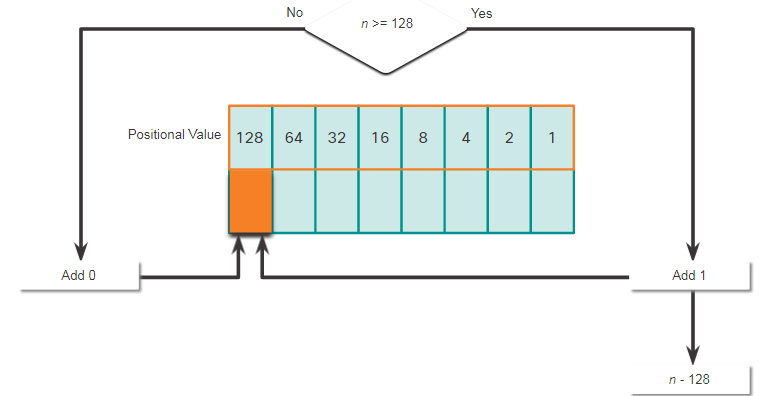 No
Yes
n >= 128
Positional Value
128 64 32 16 8 4 2 1
Add 0
Add 1
n - 128